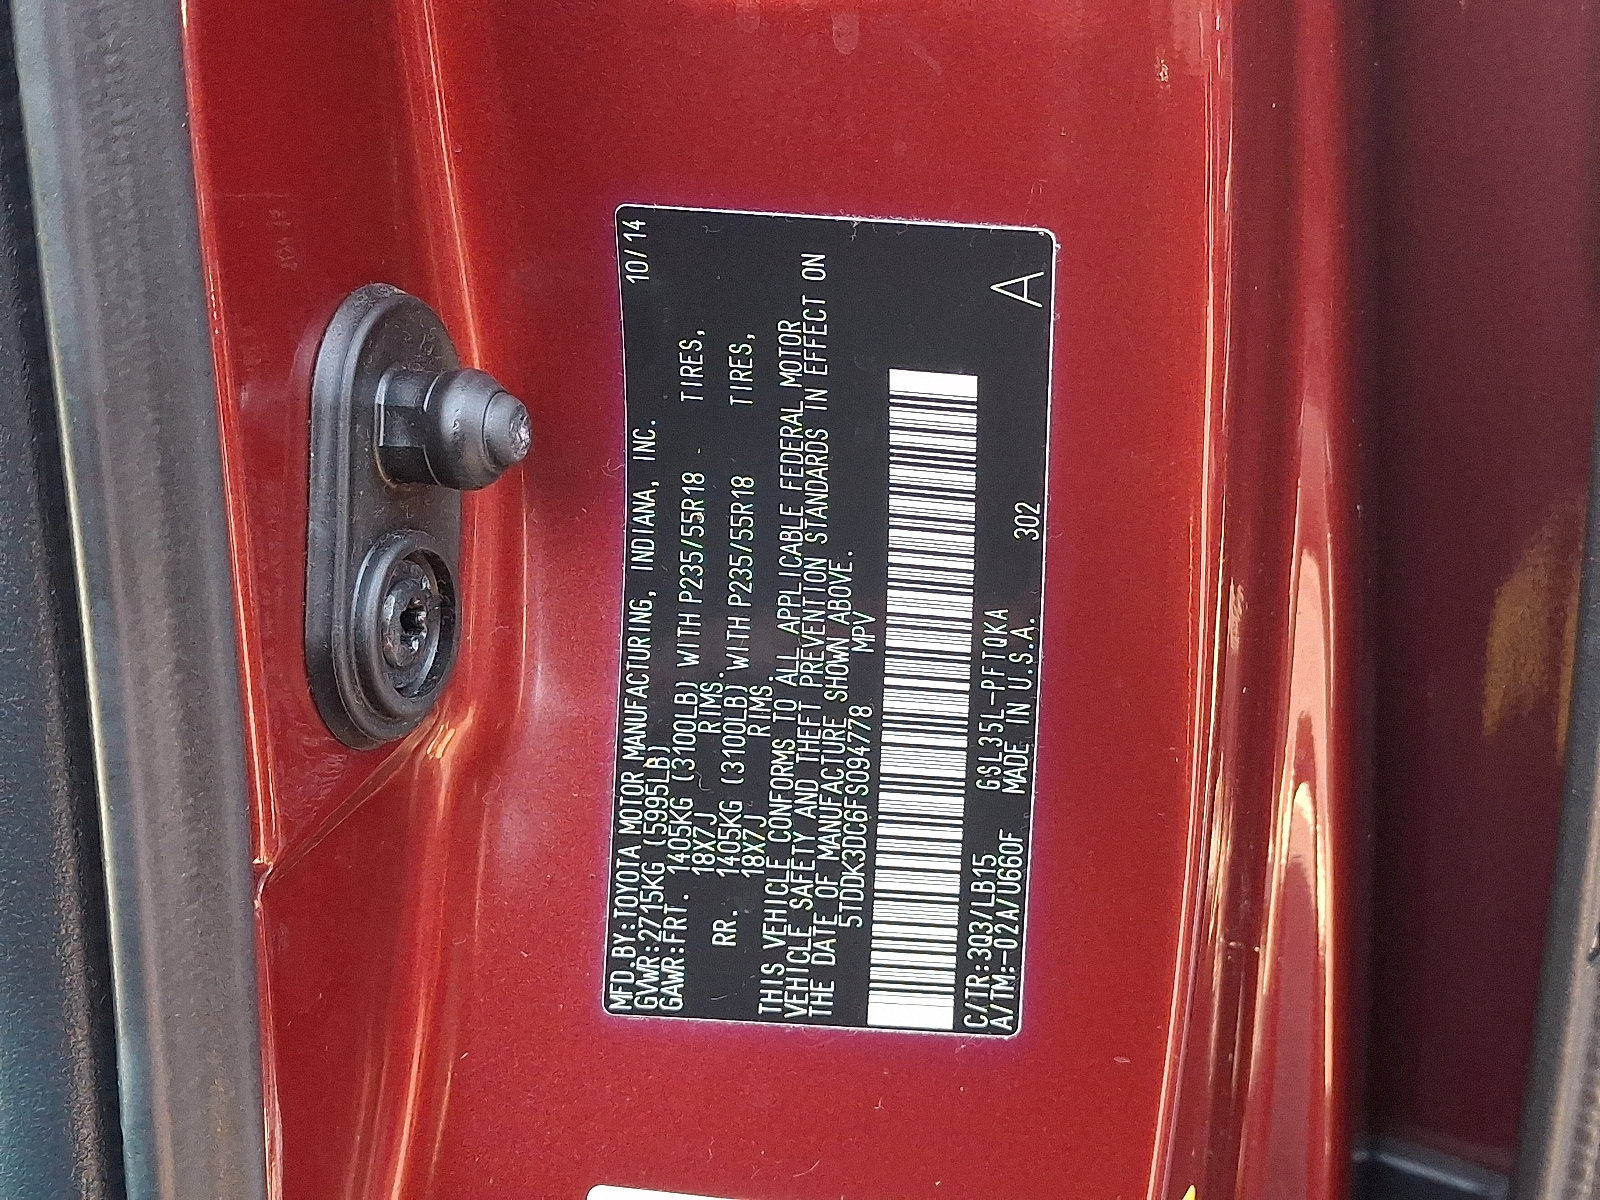 MFD.BY:TOYOTA MOTOR MANUFACTURING, INDIANA, INC. 10/14
GVWR:2715KG (5995LB)
GAWR:FRT. 1405KG (3100LB) WITH P235/55R18 TIRES,
18X7J RIMS.
RR. 1405KG (3100LB) WITH P235/55R18 TIRES,
18X7J RIMS
THIS VEHICLE CONFORMS TO ALL APPLICABLE FEDERAL MOTOR
VEHICLE SAFETY AND THEFT PREVENTION STANDARDS IN EFFECT ON
THE DATE OF MANUFACTURE SHOWN ABOVE.
5TDDK3DC6FS094778 MPV
C/TR:3Q3/LB15 GSL35L-PFTQKA
A/TM:-02A/U660F MADE IN U.S.A. 302 A